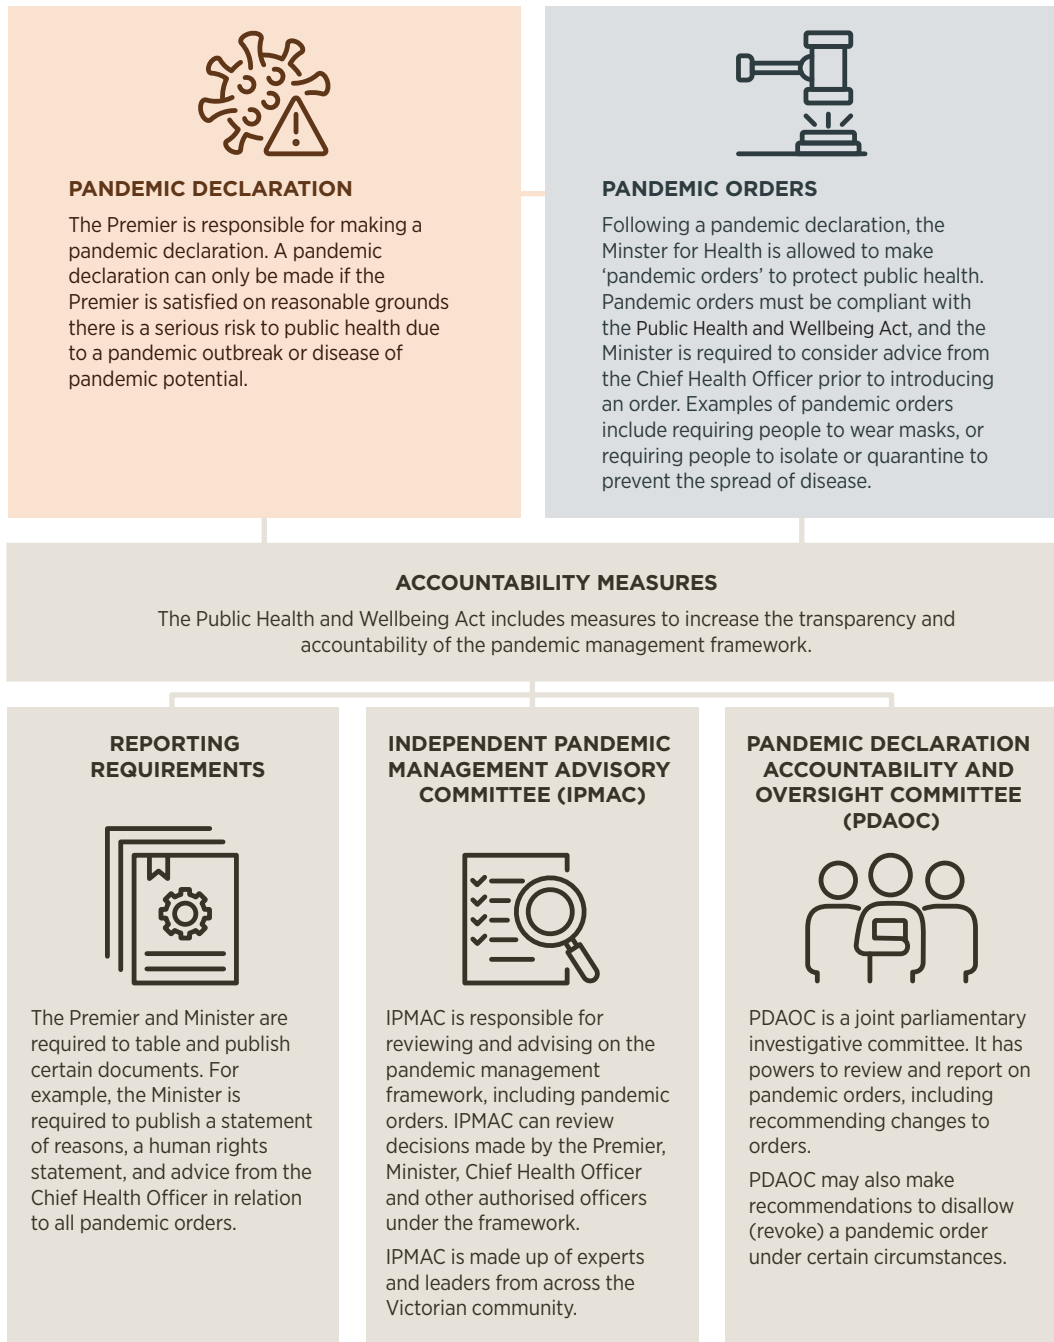 PANDEMIC DECLARATION
The Premier is responsible for making a
pandemic declaration. A pandemic
declaration can only be made if the
Premier is satisfied on reasonable grounds
there is a serious risk to public health due
to a pandemic outbreak or disease of
pandemic potential.
PANDEMIC ORDERS
Following a pandemic declaration, the
Minster for Health is allowed to make
‘pandemic orders’ to protect public health.
Pandemic orders must be compliant with
the Public Health and Wellbeing Act, and the
Minister is required to consider advice from
the Chief Health Officer prior to introducing
an order. Examples of pandemic orders
include requiring people to wear masks, or
requiring people to isolate or quarantine to
prevent the spread of disease.
ACCOUNTABILITY MEASURES
The Public Health and Wellbeing Act includes measures to increase the transparency and
accountability of the pandemic management framework.
REPORTING
REQUIREMENTS
The Premier and Minister are
required to table and publish
certain documents. For
example, the Minister is
required to publish a statement
of reasons, a human rights
statement, and advice from the
Chief Health Officer in relation
to all pandemic orders.
INDEPENDENT PANDEMIC
MANAGEMENT ADVISORY
COMMITTEE (IPMAC)
IPMAC is responsible for
reviewing and advising on the
pandemic management
framework, including pandemic
orders. IPMAC can review
decisions made by the Premier,
Minister, Chief Health Officer
and other authorised officers
under the framework.
IPMAC is made up of experts
and leaders from across the
Victorian community.
PANDEMIC DECLARATION
ACCOUNTABILITY AND
OVERSIGHT COMMITTEE
(PDAOC)
PDAOC is a joint parliamentary
investigative committee. It has
powers to review and report on
pandemic orders, including
recommending changes to
orders.
PDAOC may also make
recommendations to disallow
(revoke) a pandemic order
under certain circumstances.